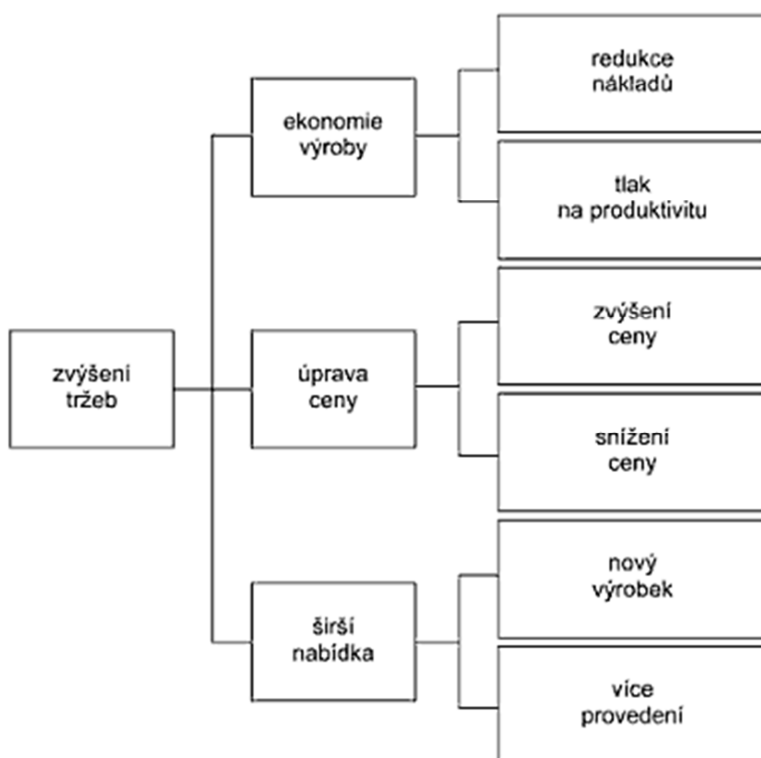 zvýšení
tržeb
ekonomie
výroby
redukce
nákladů
tlak
na produktivitu
úprava
ceny
zvýšení
ceny
snížení
ceny
širší
nabídka
nový
výrobek
více
provedení